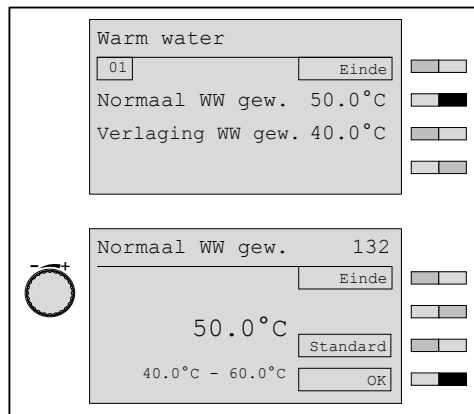 Warm water
01 Einde
Normaal WW gew. 50.0°C
Verlaging WW gew. 40.0°C
Normaal WW gew. 132
- +
Einde
50.0°C
Standard
40.0°C - 60.0°C OK